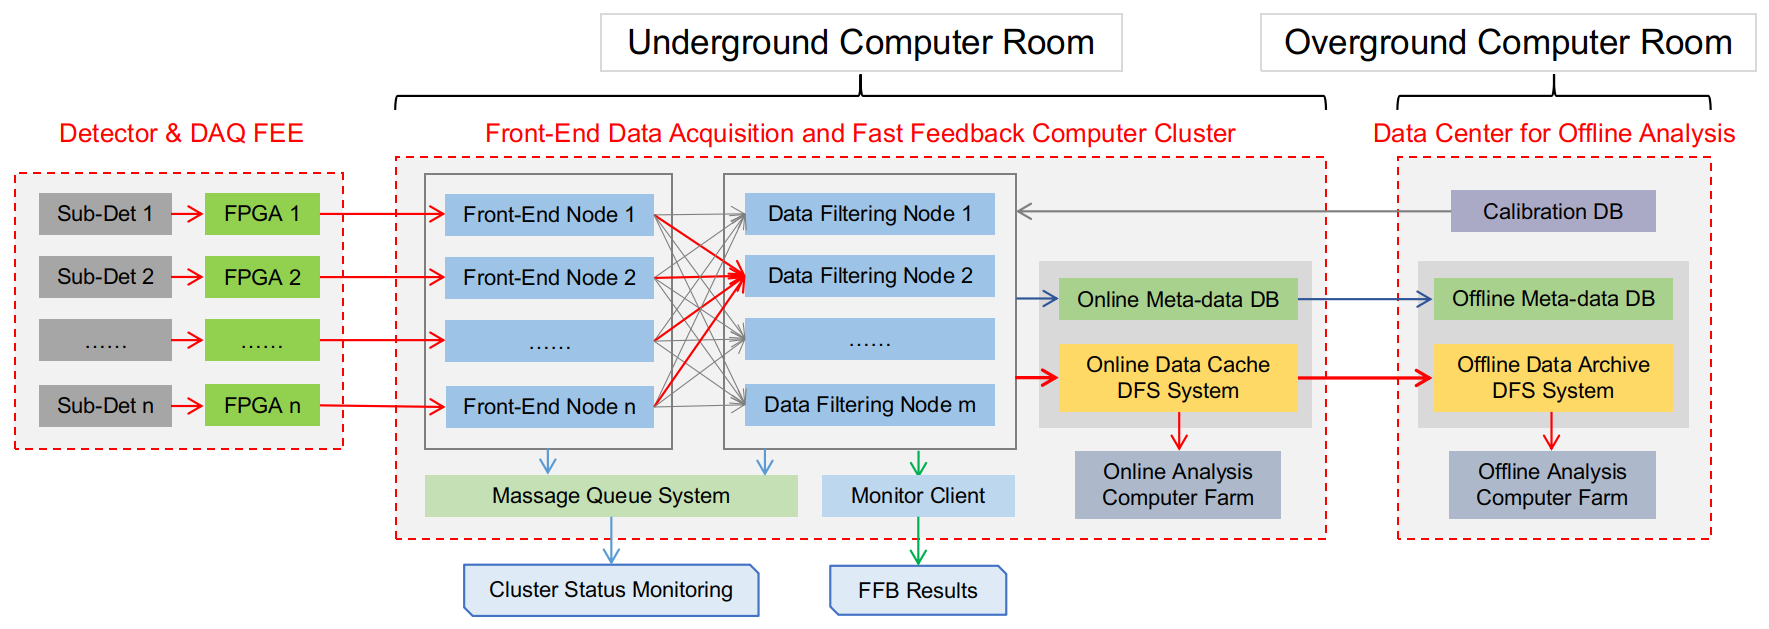 Underground Computer Room
Overground Computer Room
Detector & DAQ FEE
Front-End Data Acquisition and Fast Feedback Computer Cluster
Data Center for Offline Analysis
Sub-Det 1
FPGA 1
Sub-Det 2
FPGA 2
......
......
Sub-Det n
FPGA n
Front-End Node 1
Front-End Node 2
......
Front-End Node n
Data Filtering Node 1
Data Filtering Node 2
......
Data Filtering Node m
Massage Queue System
Monitor Client
Cluster Status Monitoring
FFB Results
Online Meta-data DB
Online Data Cache
DFS System
Online Analysis
Computer Farm
Calibration DB
Offline Meta-data DB
Offline Data Archive
DFS System
Offline Analysis
Computer Farm